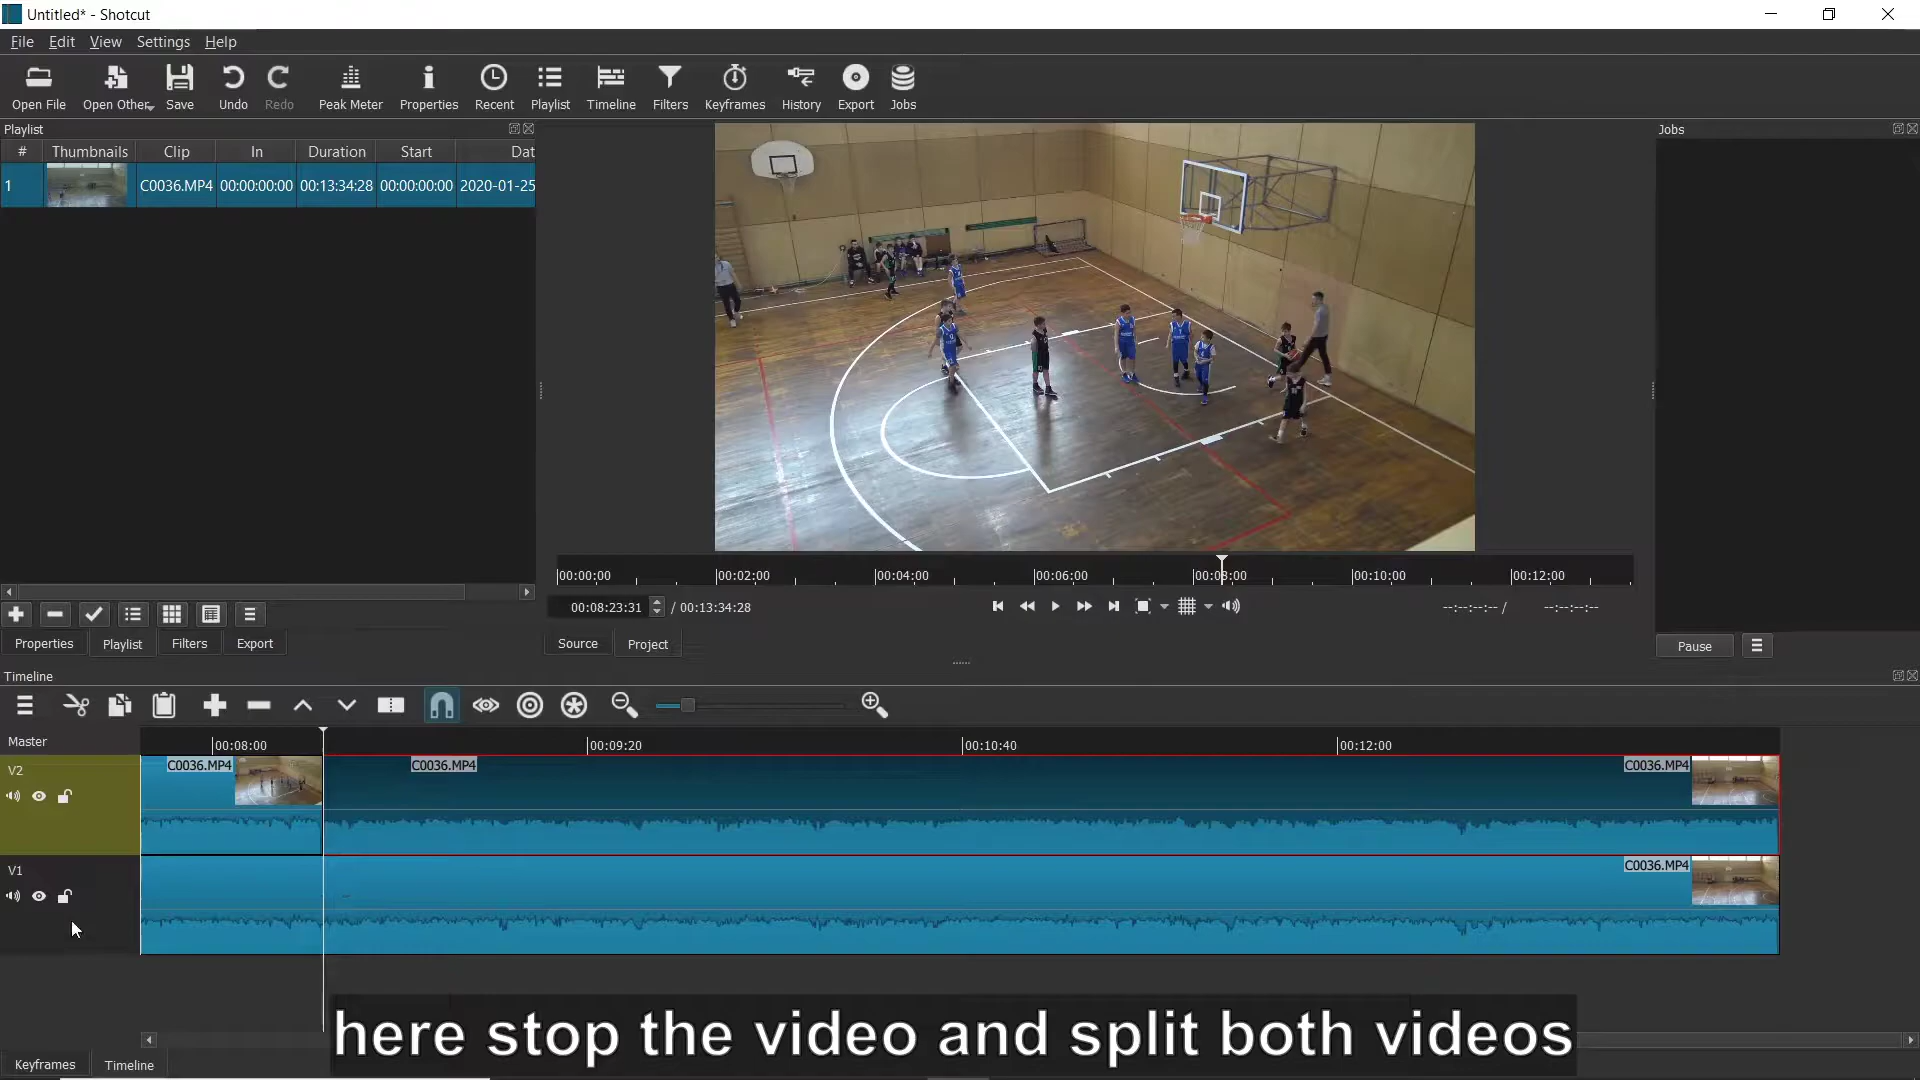 Untitled* - Shotcut
File Edit View Settings Help
Open File Open Other Save Undo Redo Peak Meter Properties Recent Playlist Timeline Filters Keyframes History Export Jobs
Playlist
# Thumbnails Clip In Duration Start Dat
1 C0036.MP4 00:00:00:00 00:13:34:28 00:00:00:00 2020-01-25
Jobs
00:00:00 00:02:00 00:04:00 00:06:00 00:08:00 00:10:00 00:12:00
00:08:23:31 / 00:13:34:28 --:--:--:-- / --:--:--:--
Properties Playlist Filters Export
Source Project
Pause
Timeline
Master
00:08:00 00:09:20 00:10:40 00:12:00
V2
C0036.MP4 C0036.MP4 C0036.MP4
V1
C0036.MP4
here stop the video and split both videos
Keyframes Timeline